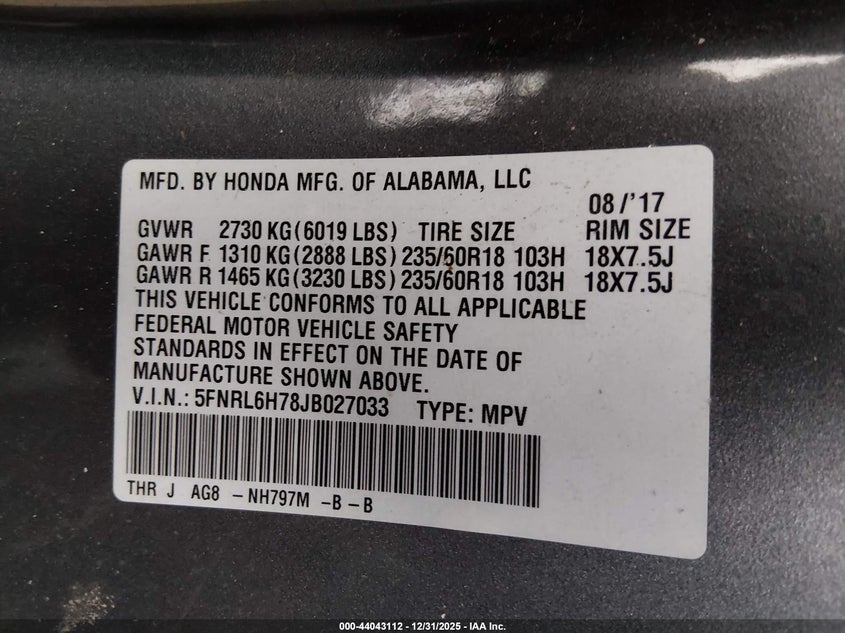 MFD. BY HONDA MFG. OF ALABAMA, LLC
08/'17
GVWR 2730 KG(6019 LBS) TIRE SIZE RIM SIZE
GAWR F 1310 KG(2888 LBS) 235/60R18 103H 18X7.5J
GAWR R 1465 KG(3230 LBS) 235/60R18 103H 18X7.5J
THIS VEHICLE CONFORMS TO ALL APPLICABLE
FEDERAL MOTOR VEHICLE SAFETY
STANDARDS IN EFFECT ON THE DATE OF
MANUFACTURE SHOWN ABOVE.
V.I.N.: 5FNRL6H78JB027033 TYPE: MPV
THR J AG8 -NH797M -B-B
000-44043112 - 12/31/2025 - IAA Inc.